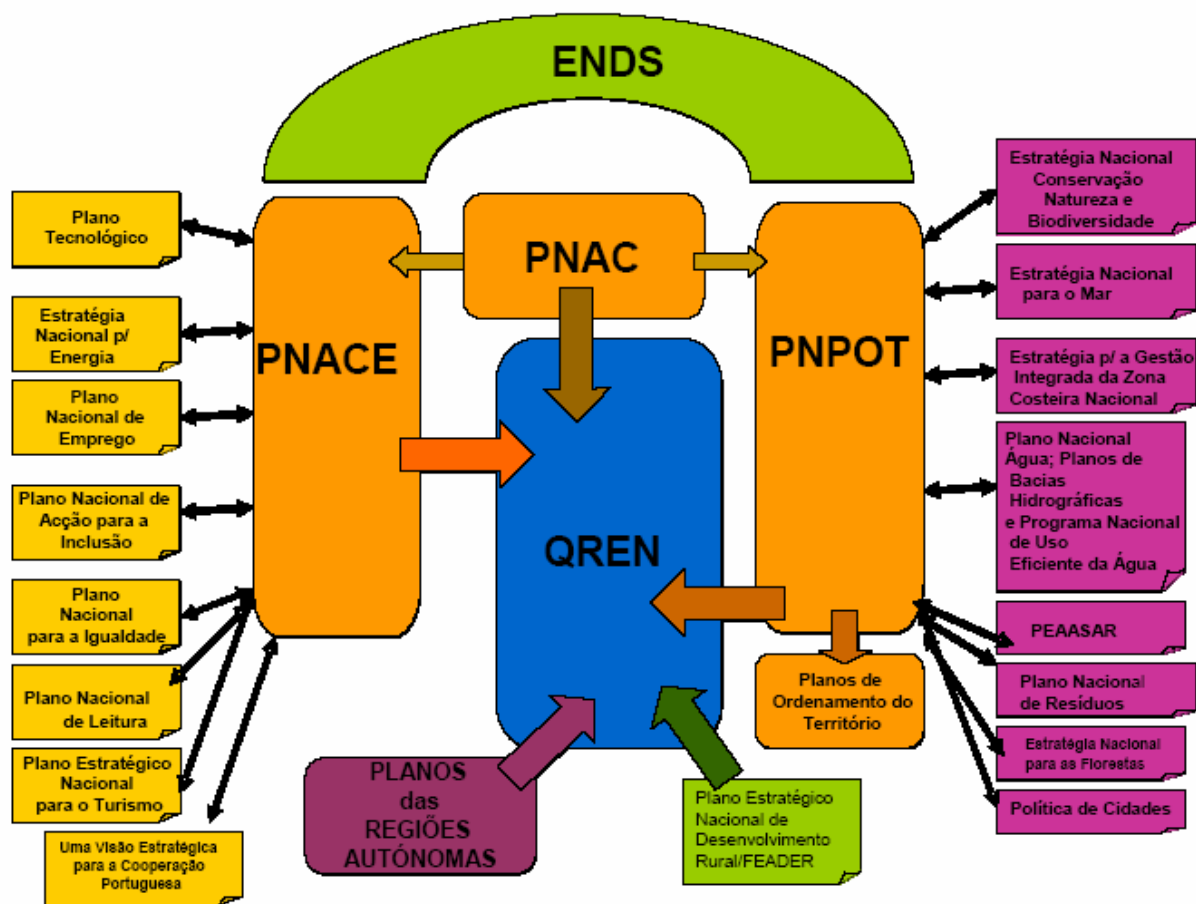 ENDS
PNAC
PNACE
PNPOT
QREN
Plano
Tecnológico
Estratégia
Nacional p/
Energia
Plano
Nacional de
Emprego
Plano Nacional de
Acção para a
Inclusão
Plano
Nacional
para a Igualdade
Plano Nacional
de Leitura
Plano Estratégico
Nacional
para o Turismo
Uma Visão Estratégica
para a Cooperação
Portuguesa
PLANOS
das
REGIÕES
AUTÓNOMAS
Plano Estratégico
Nacional de
Desenvolvimento
Rural/FEADER
Planos de
Ordenamento do
Território
Estratégia Nacional
Conservação
Natureza e
Biodiversidade
Estratégia Nacional
para o Mar
Estratégia p/ a Gestão
Integrada da Zona
Costeira Nacional
Plano Nacional
Água; Planos de
Bacias
Hidrográficas
e Programa Nacional
de Uso
Eficiente da Água
PEAASAR
Plano Nacional
de Resíduos
Estratégia Nacional
para as Florestas
Política de Cidades